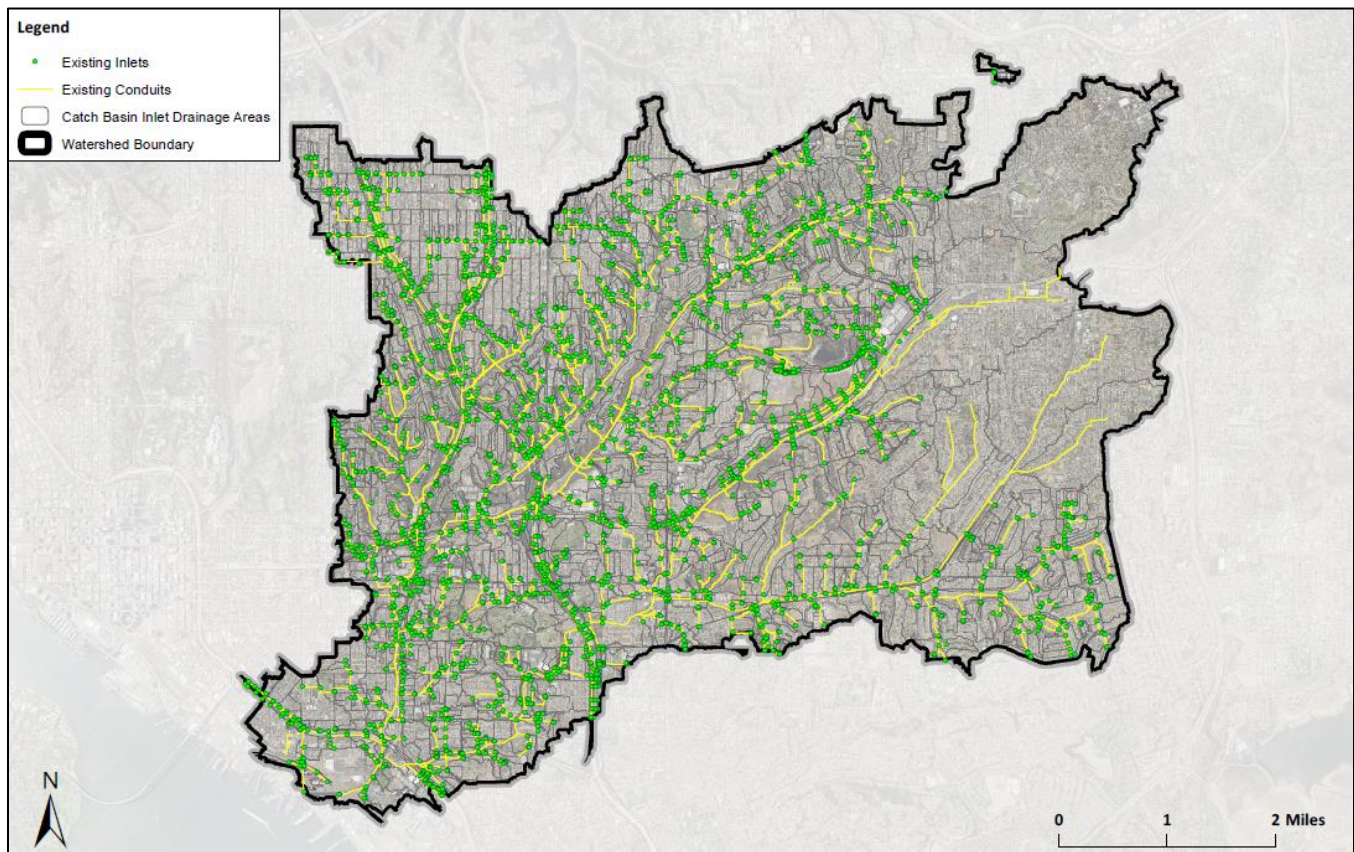 Legend
Existing Inlets
Existing Conduits
Catch Basin Inlet Drainage Areas
Watershed Boundary
N
0 1 2 Miles